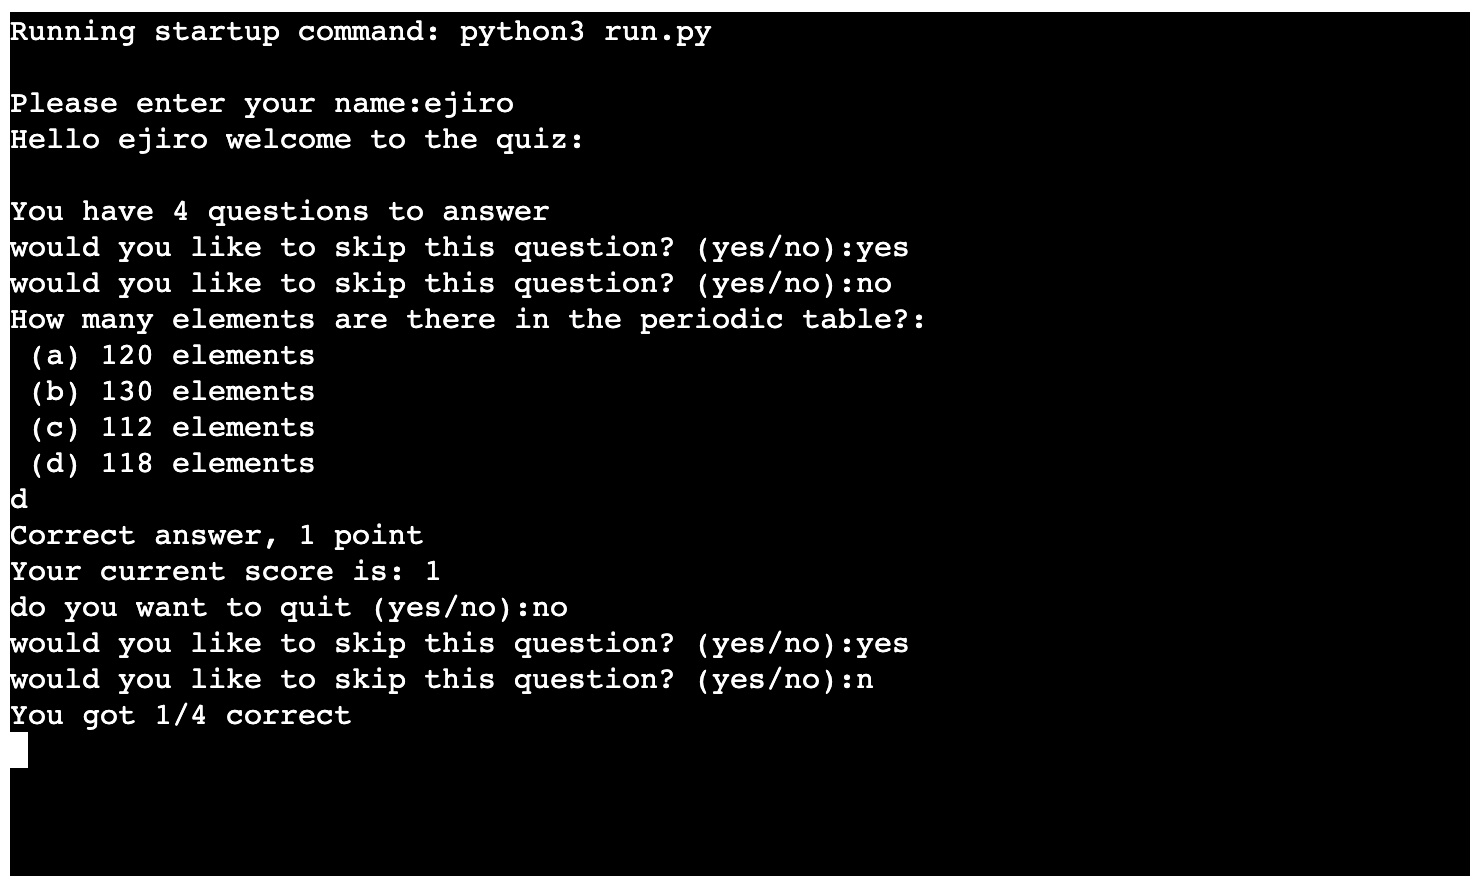 Running startup command: python3 run.py
Please enter your name:ejiro
Hello ejiro welcome to the quiz:
You have 4 questions to answer
would you like to skip this question? (yes/no):yes
would you like to skip this question? (yes/no):no
How many elements are there in the periodic table?:
(a) 120 elements
(b) 130 elements
(c) 112 elements
(d) 118 elements
d
Correct answer, 1 point
Your current score is: 1
do you want to quit (yes/no):no
would you like to skip this question? (yes/no):yes
would you like to skip this question? (yes/no):n
You got 1/4 correct